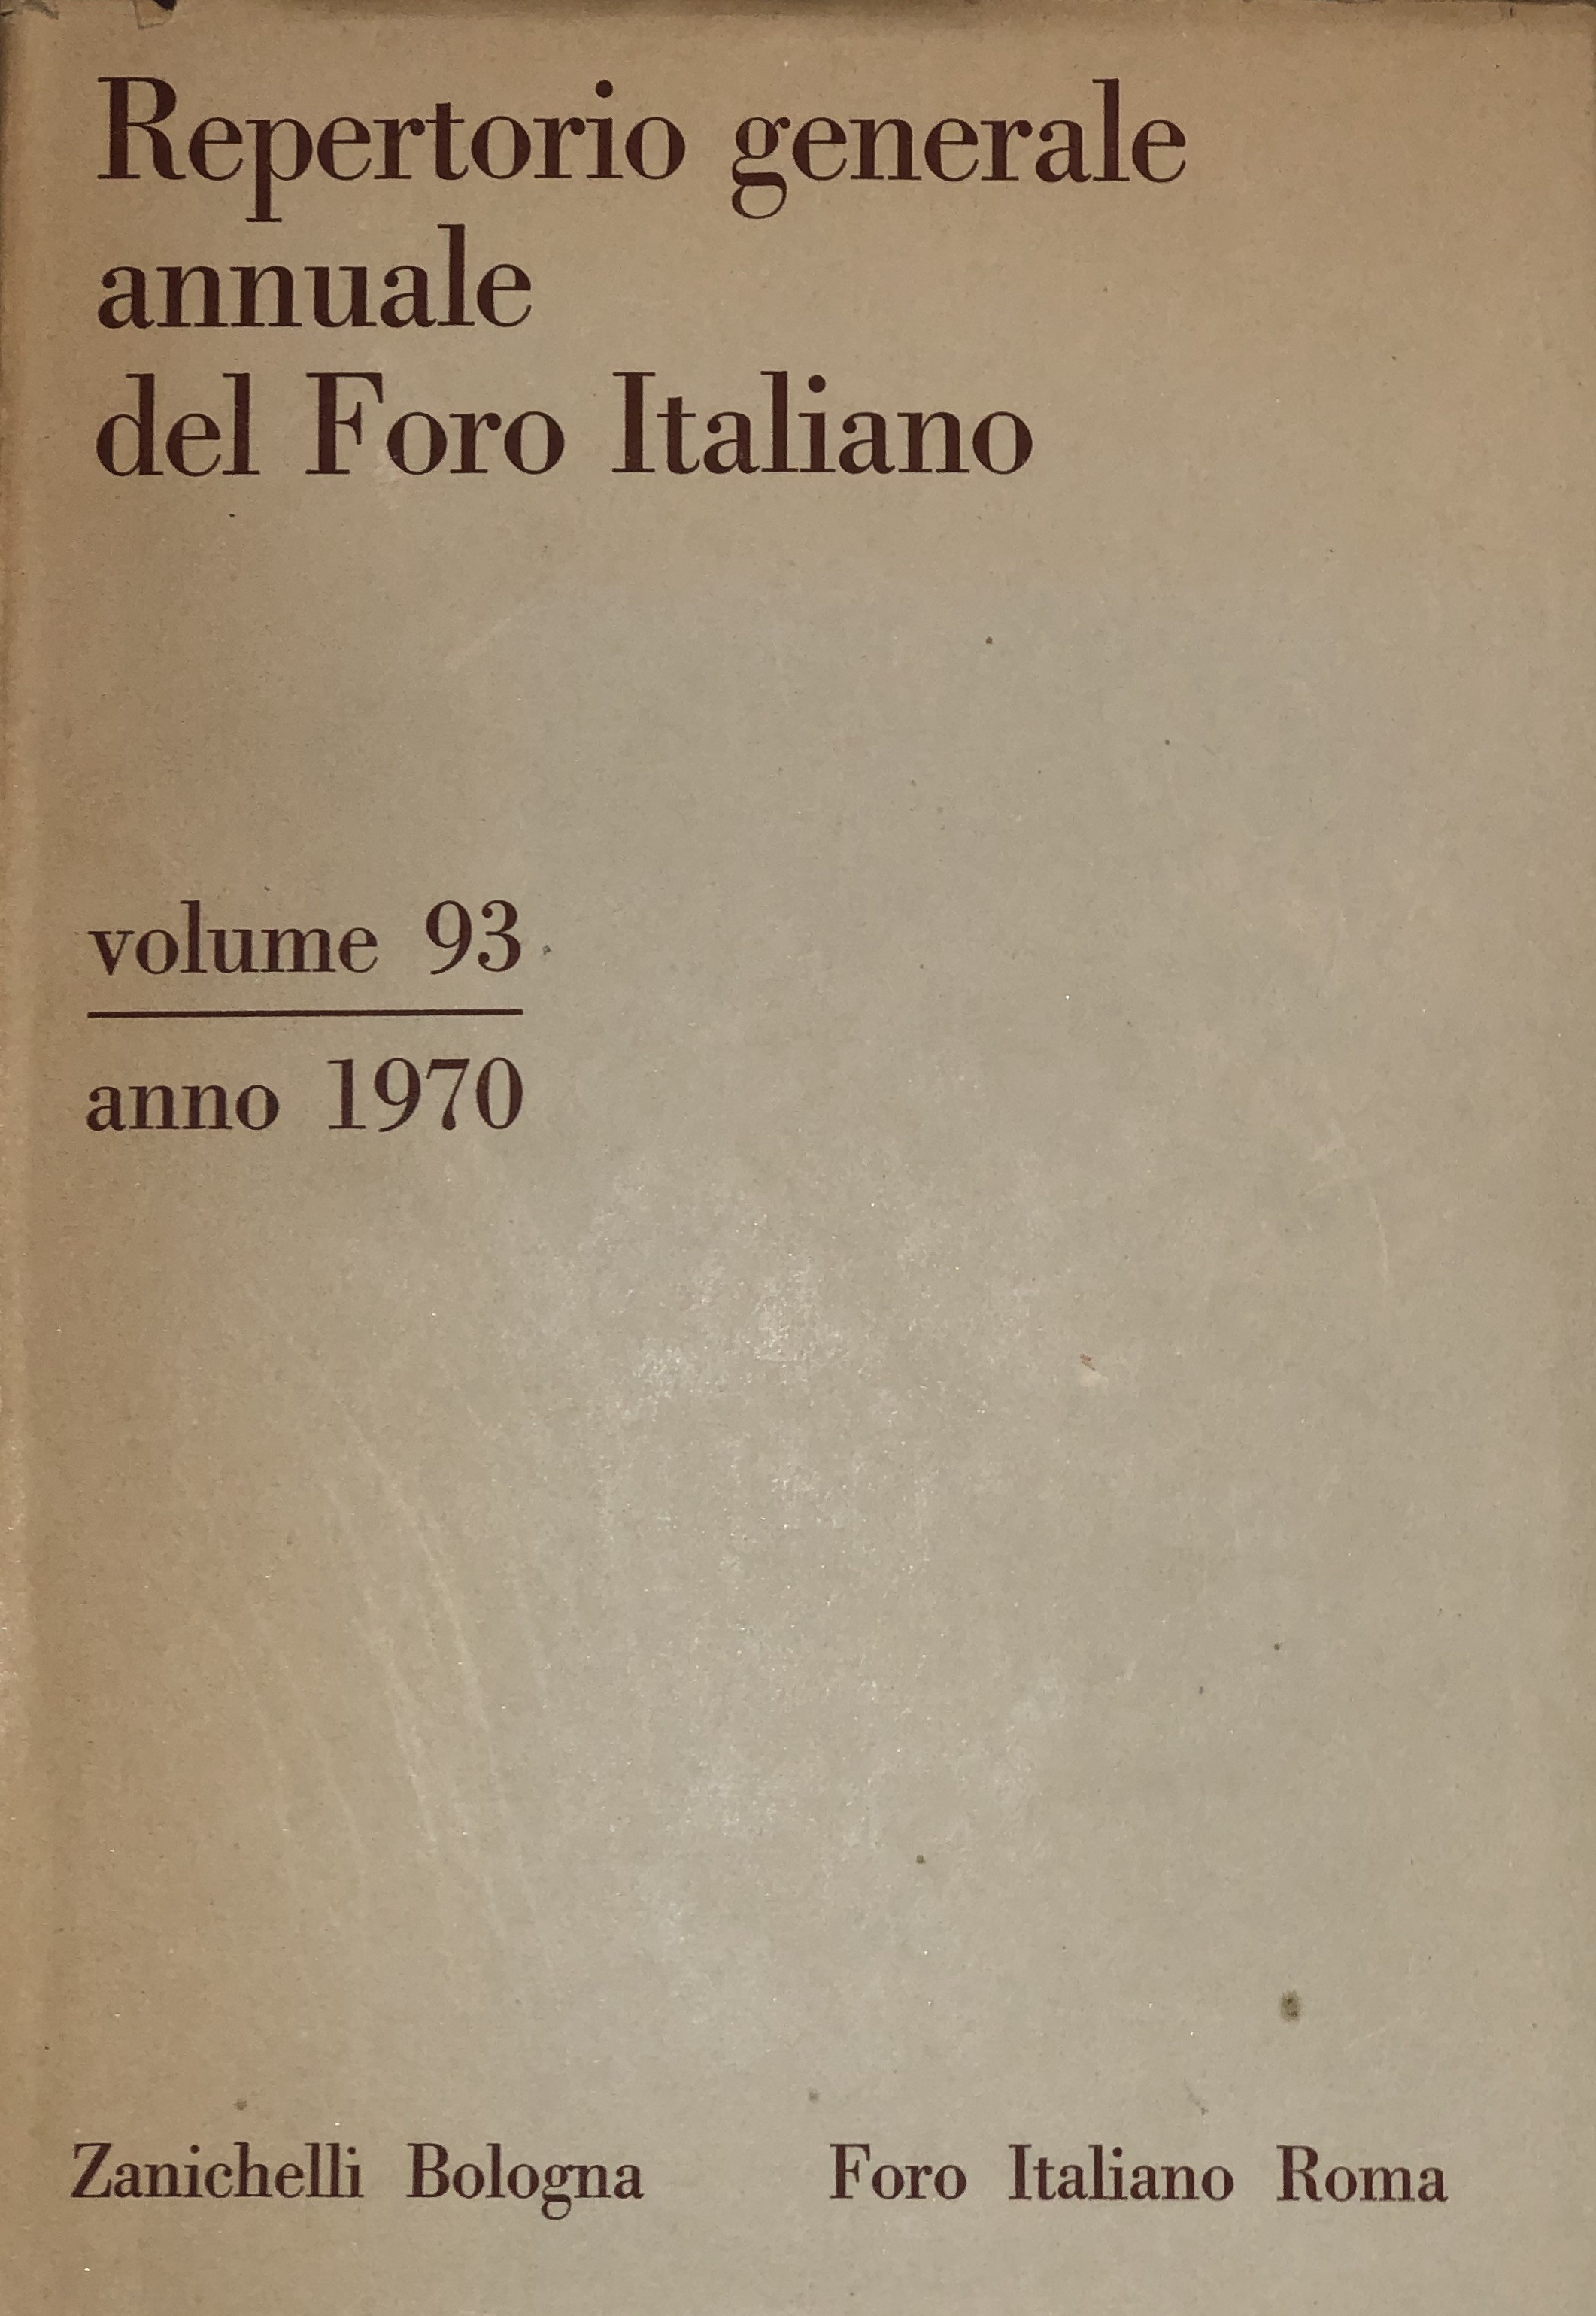 Repertorio generale
annuale
del Foro Italiano
volume 93
anno 1970
Zanichelli Bologna Foro Italiano Roma